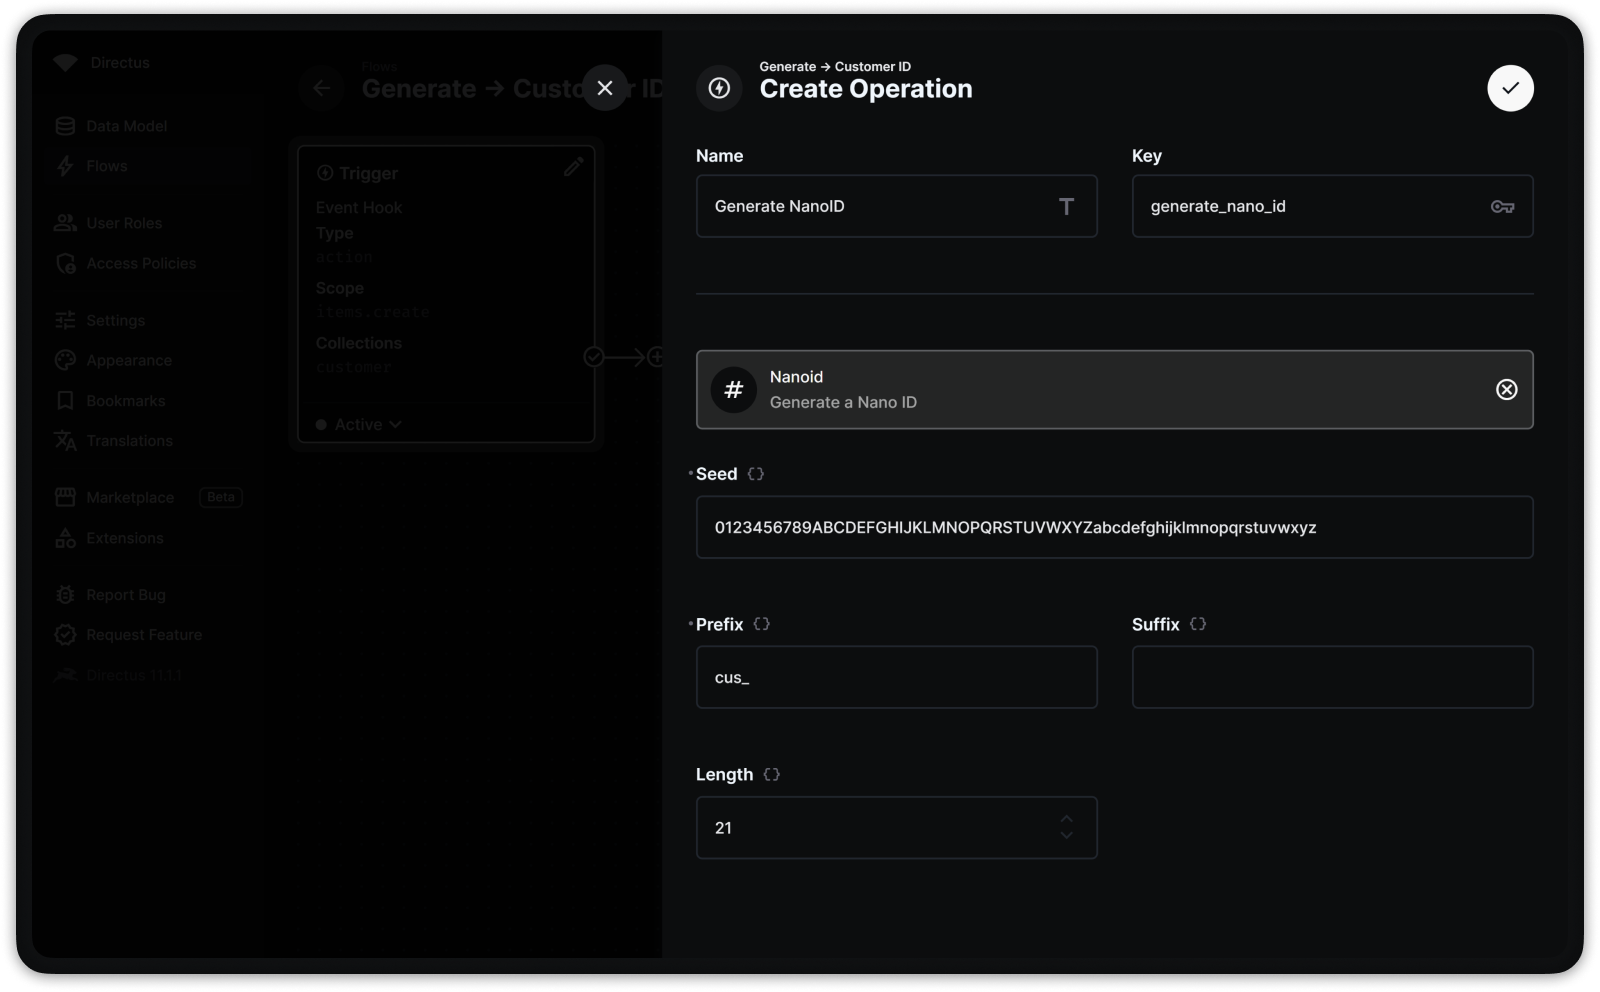 Directus
Data Model
Flows
User Roles
Access Policies
Settings
Appearance
Bookmarks
Translations
Marketplace Beta
Extensions
Report Bug
Request Feature
Directus 11.1.1
Flows
Generate → Custo r ID
Trigger
Event Hook
Type
action
Scope
items.create
Collections
customer
Active
Generate → Customer ID
Create Operation
Name
Generate NanoID
Key
generate_nano_id
# Nanoid
Generate a Nano ID
Seed {}
0123456789ABCDEFGHIJKLMNOPQRSTUVWXYZabcdefghijklmnopqrstuvwxyz
Prefix {}
cus_
Suffix {}
Length {}
21